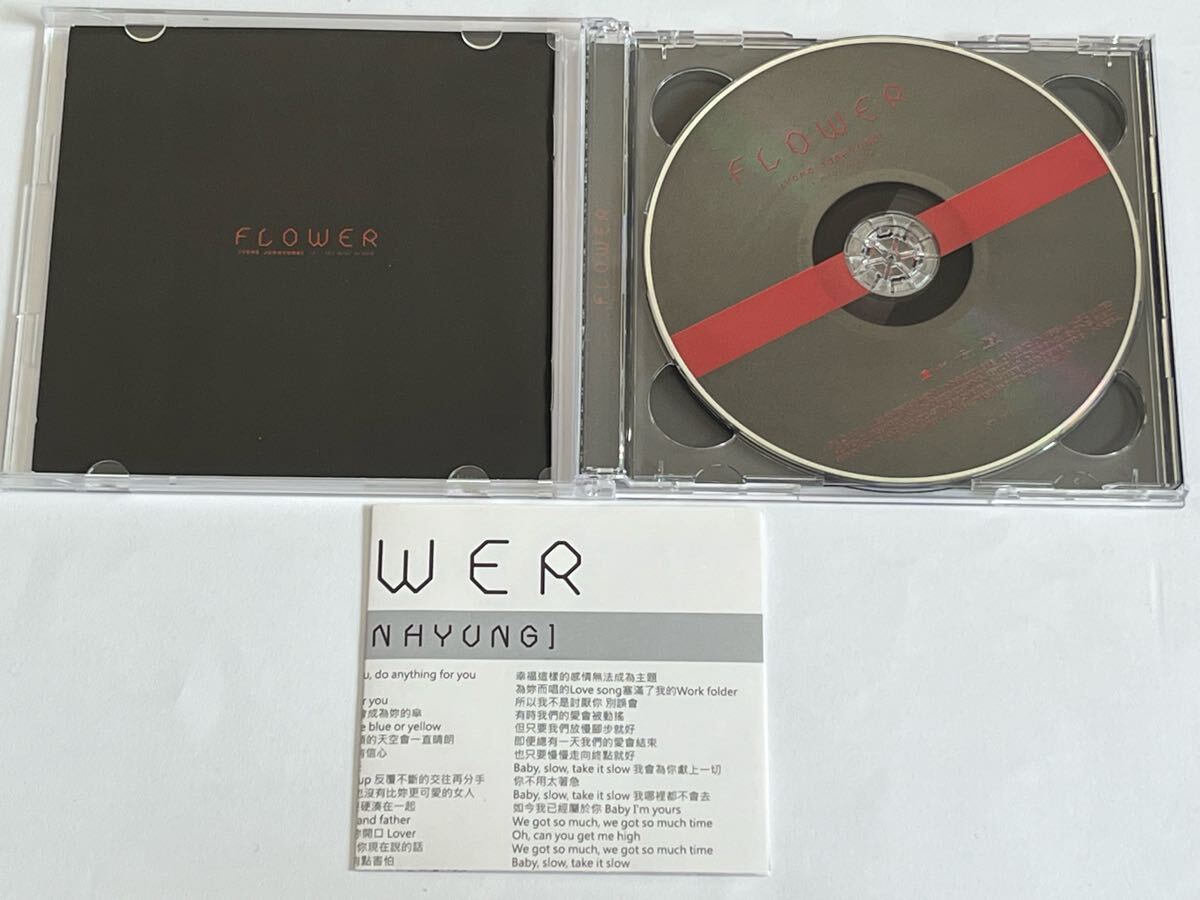 FLOWER
[YONG JUNHYUNG]
FLOWER
FLOWER
WER
NHYUNG]
u, do anything for you
r you
會成為妳的傘
e blue or yellow
頭的天空會一直晴朗
有信心
up 反覆不斷的交往再分手
也沒有比妳更可愛的女人
硬湊在一起
and father
你開口 Lover
你現在說的話
有點害怕
幸福這樣的感情無法成為主題
為妳而唱的Love song塞滿了我的Work folder
所以我不是討厭你 別誤會
有時我們的愛會被動搖
但只要我們放慢腳步就好
即便總有一天我們的愛會結束
也只要慢慢走向終點就好
Baby, slow, take it slow 我會為你獻上一切
你不用太著急
Baby, slow, take it slow 我哪裡都不會去
如今我已經屬於你 Baby I'm yours
We got so much, we got so much time
Oh, can you get me high
We got so much, we got so much time
Baby, slow, take it slow